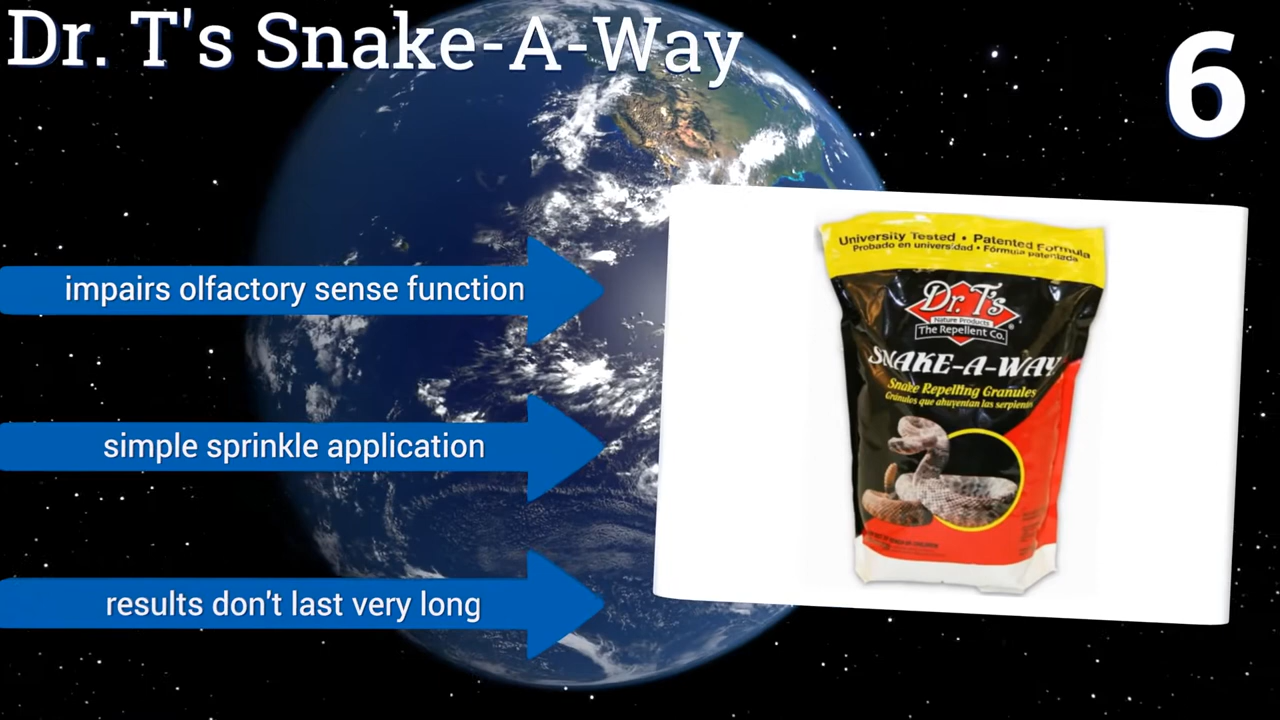 Dr. T's Snake-A-Way
6
impairs olfactory sense function
simple sprinkle application
results don't last very long
University Tested • Patented Formula
Probado en universidad • Fórmula patentada
Dr. T's
Nature Products
The Repellent Co.®
SNAKE-A-WAY
Snake Repelling Granules
Gránulos que ahuyentan las serpientes